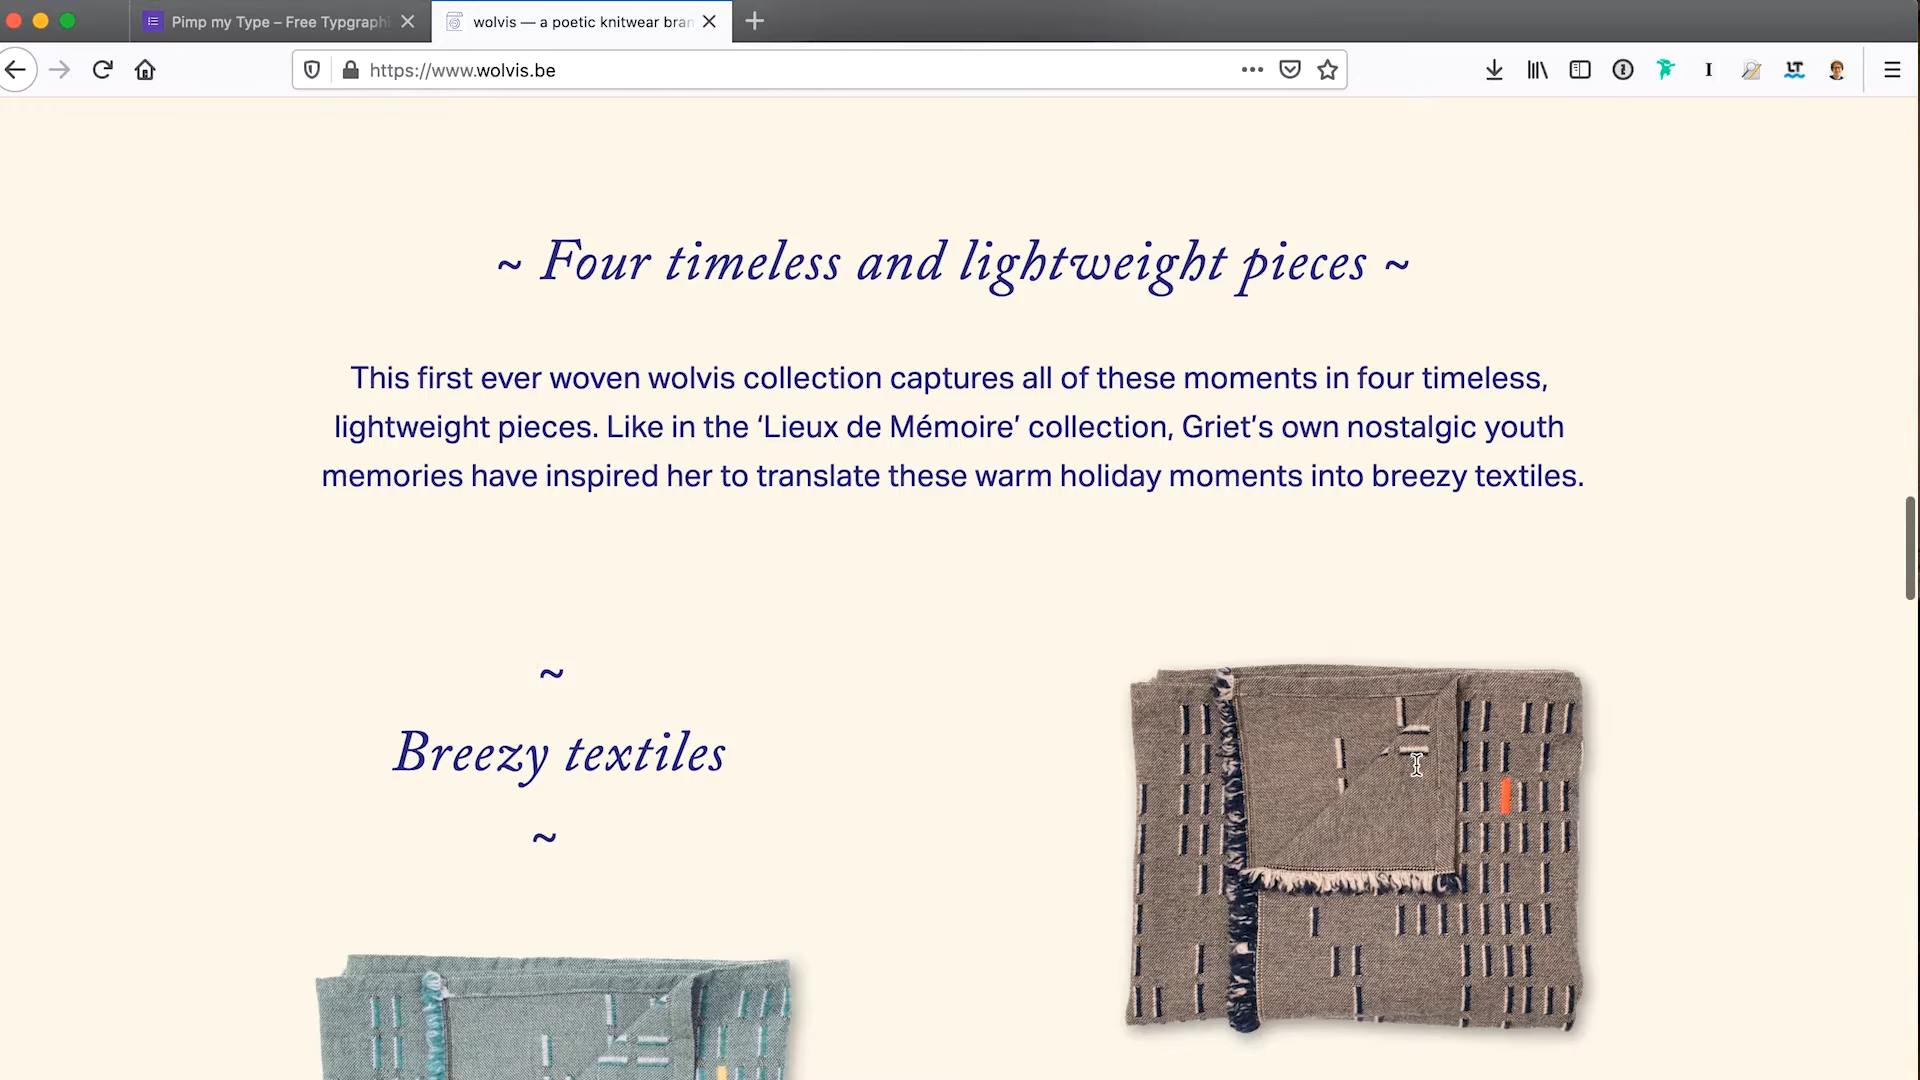 Pimp my Type – Free Typgraphi
wolvis — a poetic knitwear bran
https://www.wolvis.be
~ Four timeless and lightweight pieces ~
This first ever woven wolvis collection captures all of these moments in four timeless,
lightweight pieces. Like in the ‘Lieux de Mémoire’ collection, Griet’s own nostalgic youth
memories have inspired her to translate these warm holiday moments into breezy textiles.
~
Breezy textiles
~